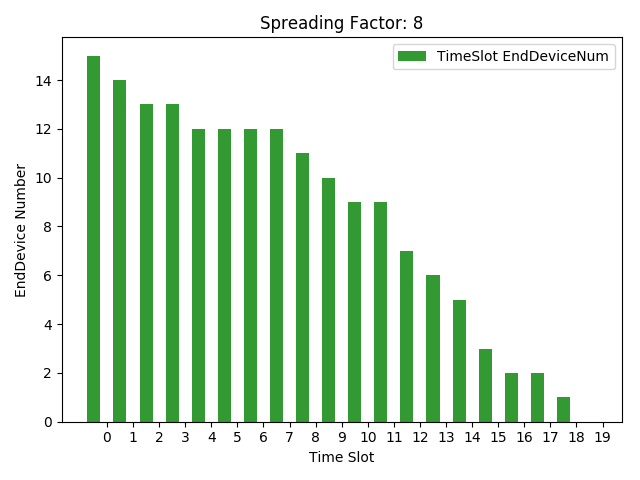 Spreading Factor: 8
TimeSlot EndDeviceNum
EndDevice Number
14
12
10
8
6
4
2
0
0 1 2 3 4 5 6 7 8 9 10 11 12 13 14 15 16 17 18 19
Time Slot